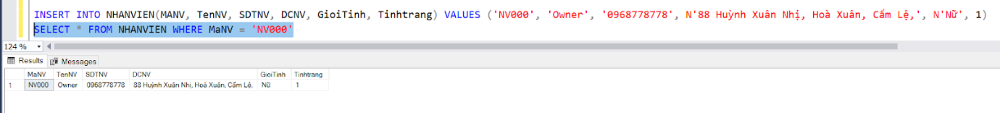 INSERT INTO NHANVIEN(MANV, TenNV, SDTNV, DCNV, GioiTinh, Tinhtrang) VALUES ('NV000', 'Owner', '0968778778', N'88 Huỳnh Xuân Nhị, Hoà Xuân, Cẩm Lệ,', N'Nữ', 1)
SELECT * FROM NHANVIEN WHERE MaNV = 'NV000'
124 %
Results Messages
MaNV TenNV SDTNV DCNV GioiTinh Tinhtrang
1 NV000 Owner 0968778778 88 Huỳnh Xuân Nhị, Hoà Xuân, Cẩm Lệ, Nữ 1